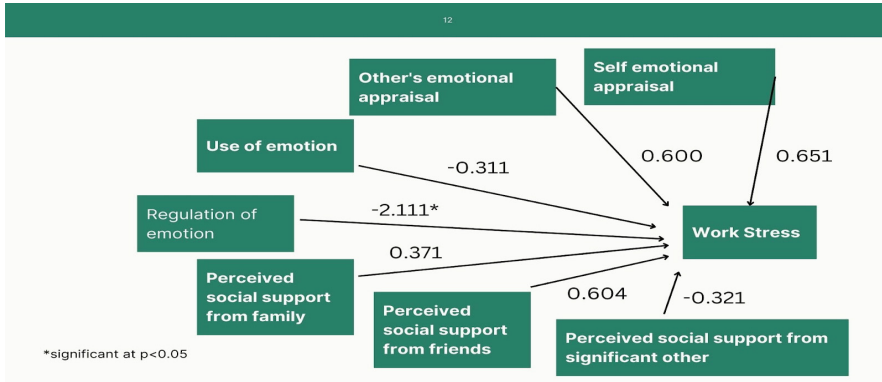 12
Other's emotional
appraisal
Self emotional
appraisal
Use of emotion
-0.311
0.600
0.651
Regulation of
emotion
-2.111*
Work Stress
0.371
Perceived
social support
from family
Perceived
social support
from friends
0.604
-0.321
Perceived social support from
significant other
*significant at p<0.05